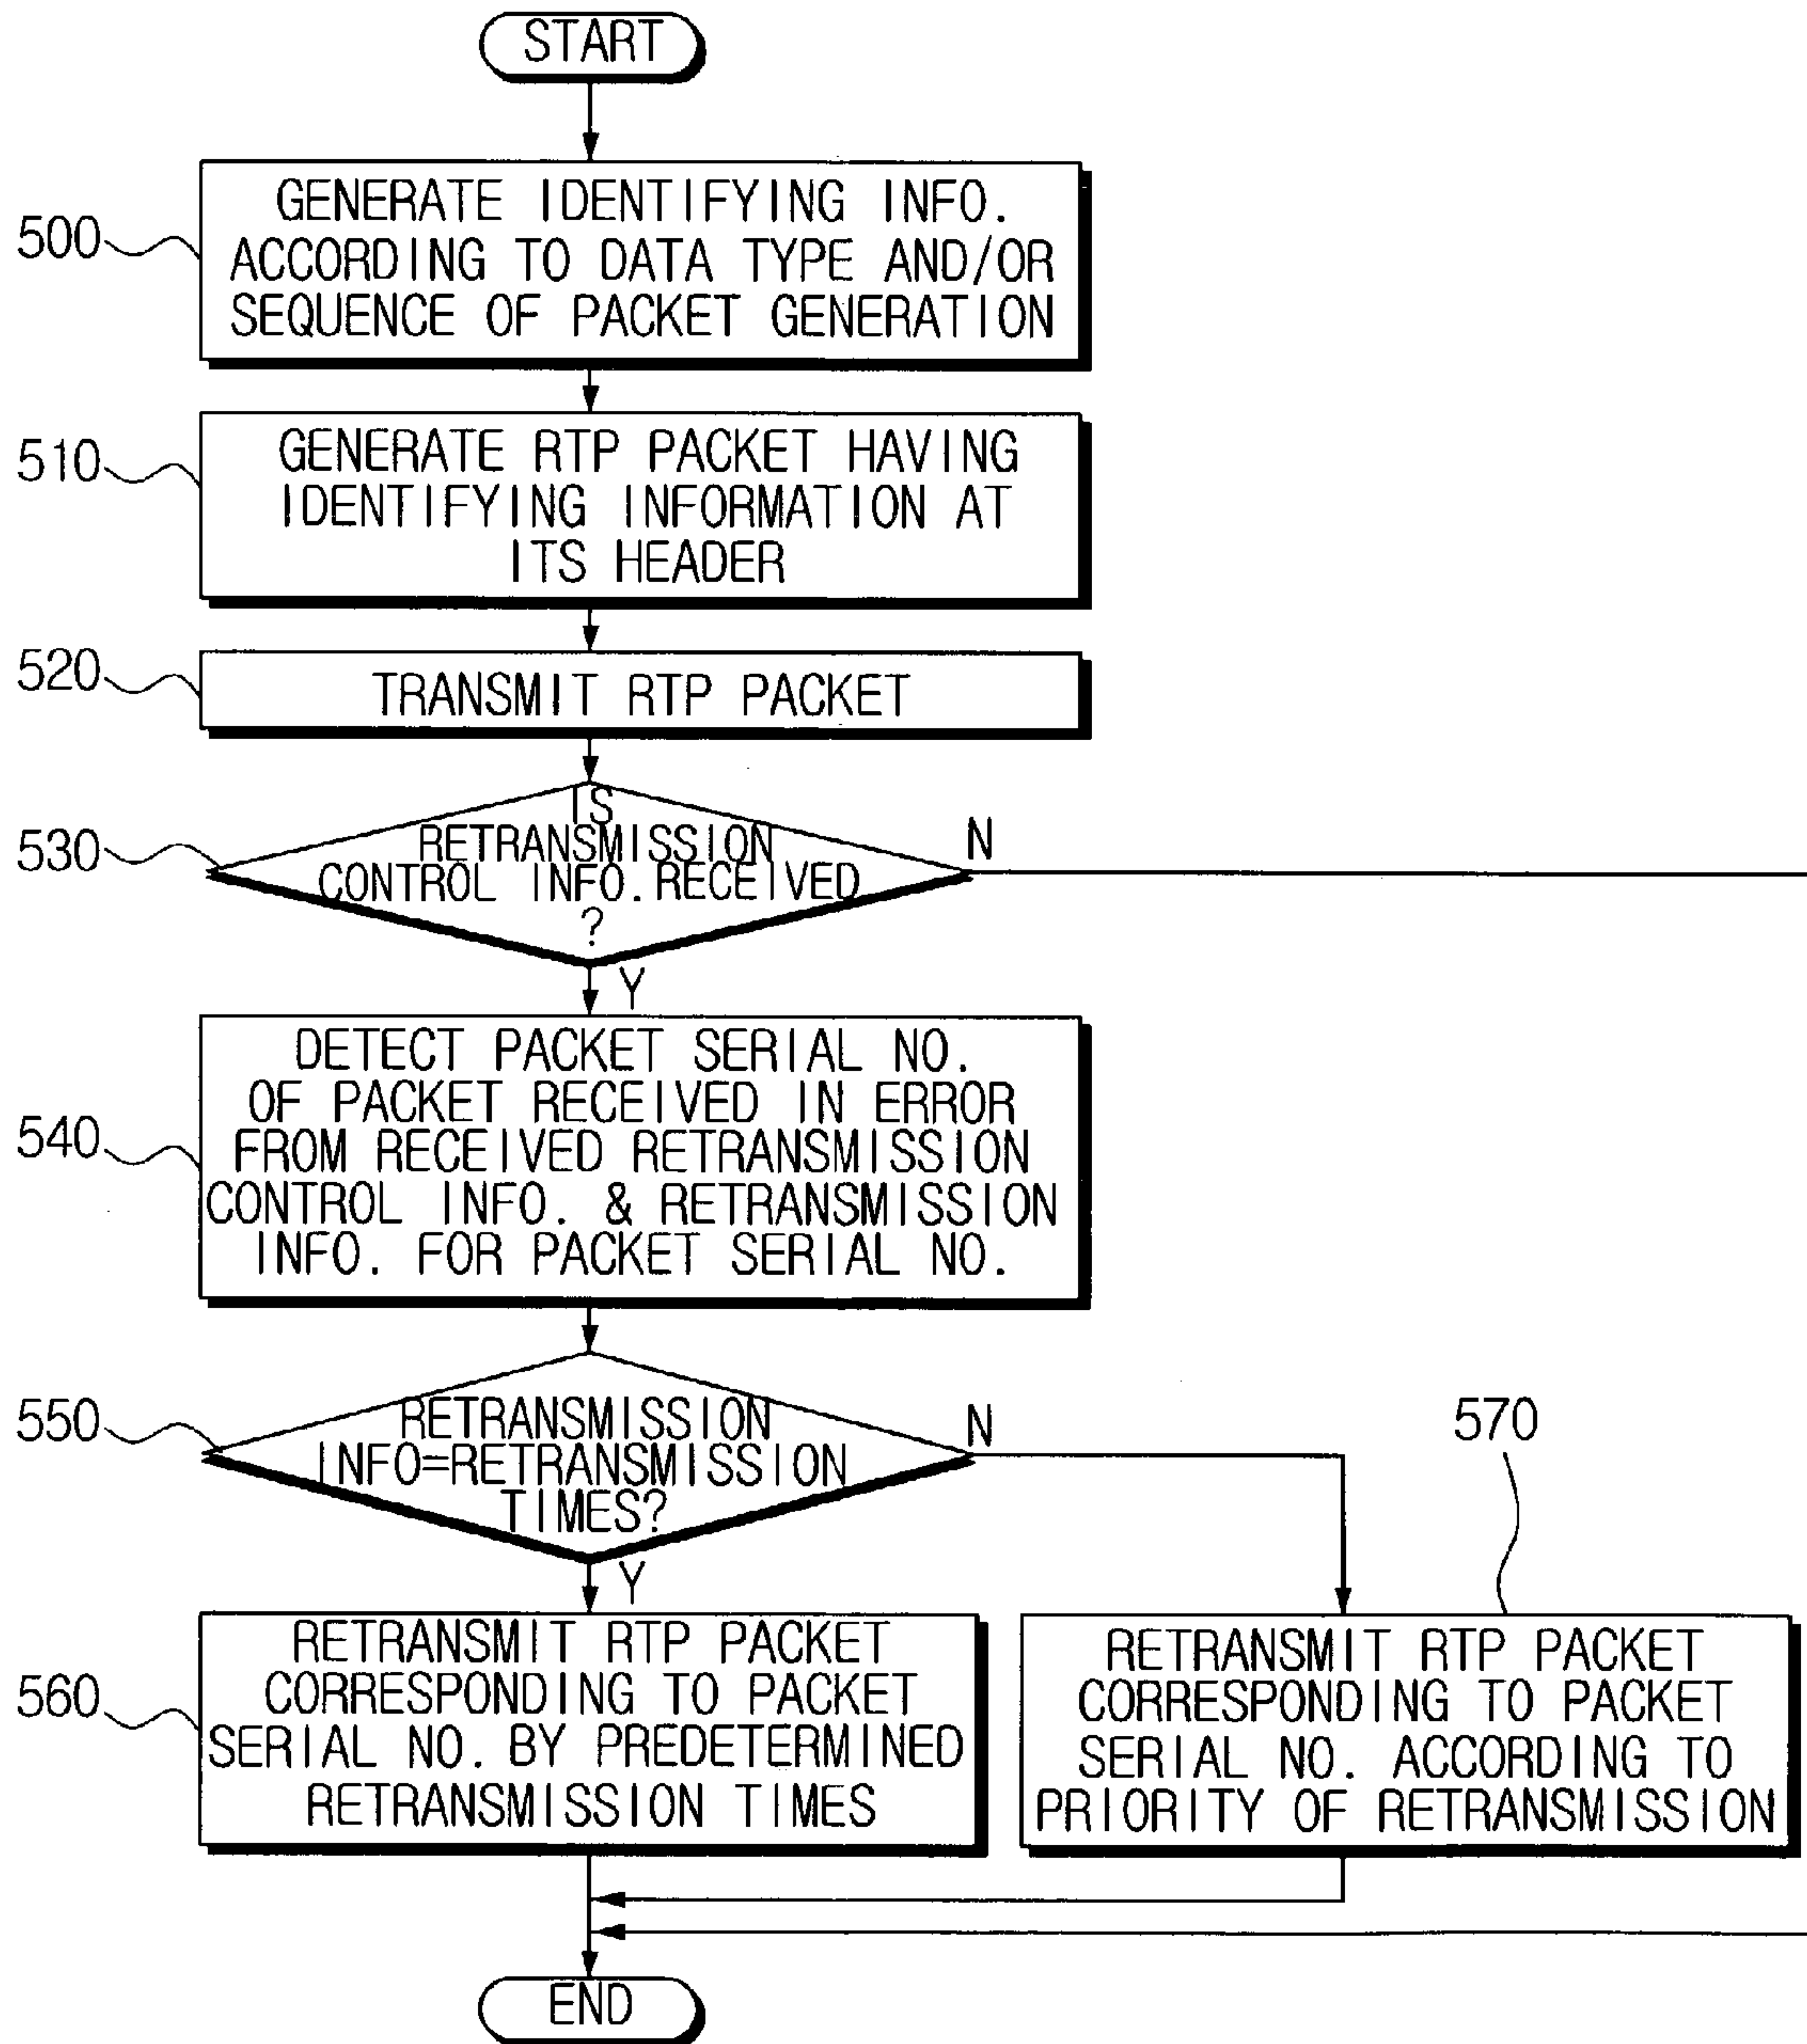 START
500
GENERATE IDENTIFYING INFO.
ACCORDING TO DATA TYPE AND/OR
SEQUENCE OF PACKET GENERATION
510
GENERATE RTP PACKET HAVING
IDENTIFYING INFORMATION AT
ITS HEADER
520
TRANSMIT RTP PACKET
530
IS
RETRANSMISSION
CONTROL INFO. RECEIVED
?
N
Y
540
DETECT PACKET SERIAL NO.
OF PACKET RECEIVED IN ERROR
FROM RECEIVED RETRANSMISSION
CONTROL INFO. & RETRANSMISSION
INFO. FOR PACKET SERIAL NO.
550
RETRANSMISSION
INFO=RETRANSMISSION
TIMES?
N
Y
560
RETRANSMIT RTP PACKET
CORRESPONDING TO PACKET
SERIAL NO. BY PREDETERMINED
RETRANSMISSION TIMES
570
RETRANSMIT RTP PACKET
CORRESPONDING TO PACKET
SERIAL NO. ACCORDING TO
PRIORITY OF RETRANSMISSION
END